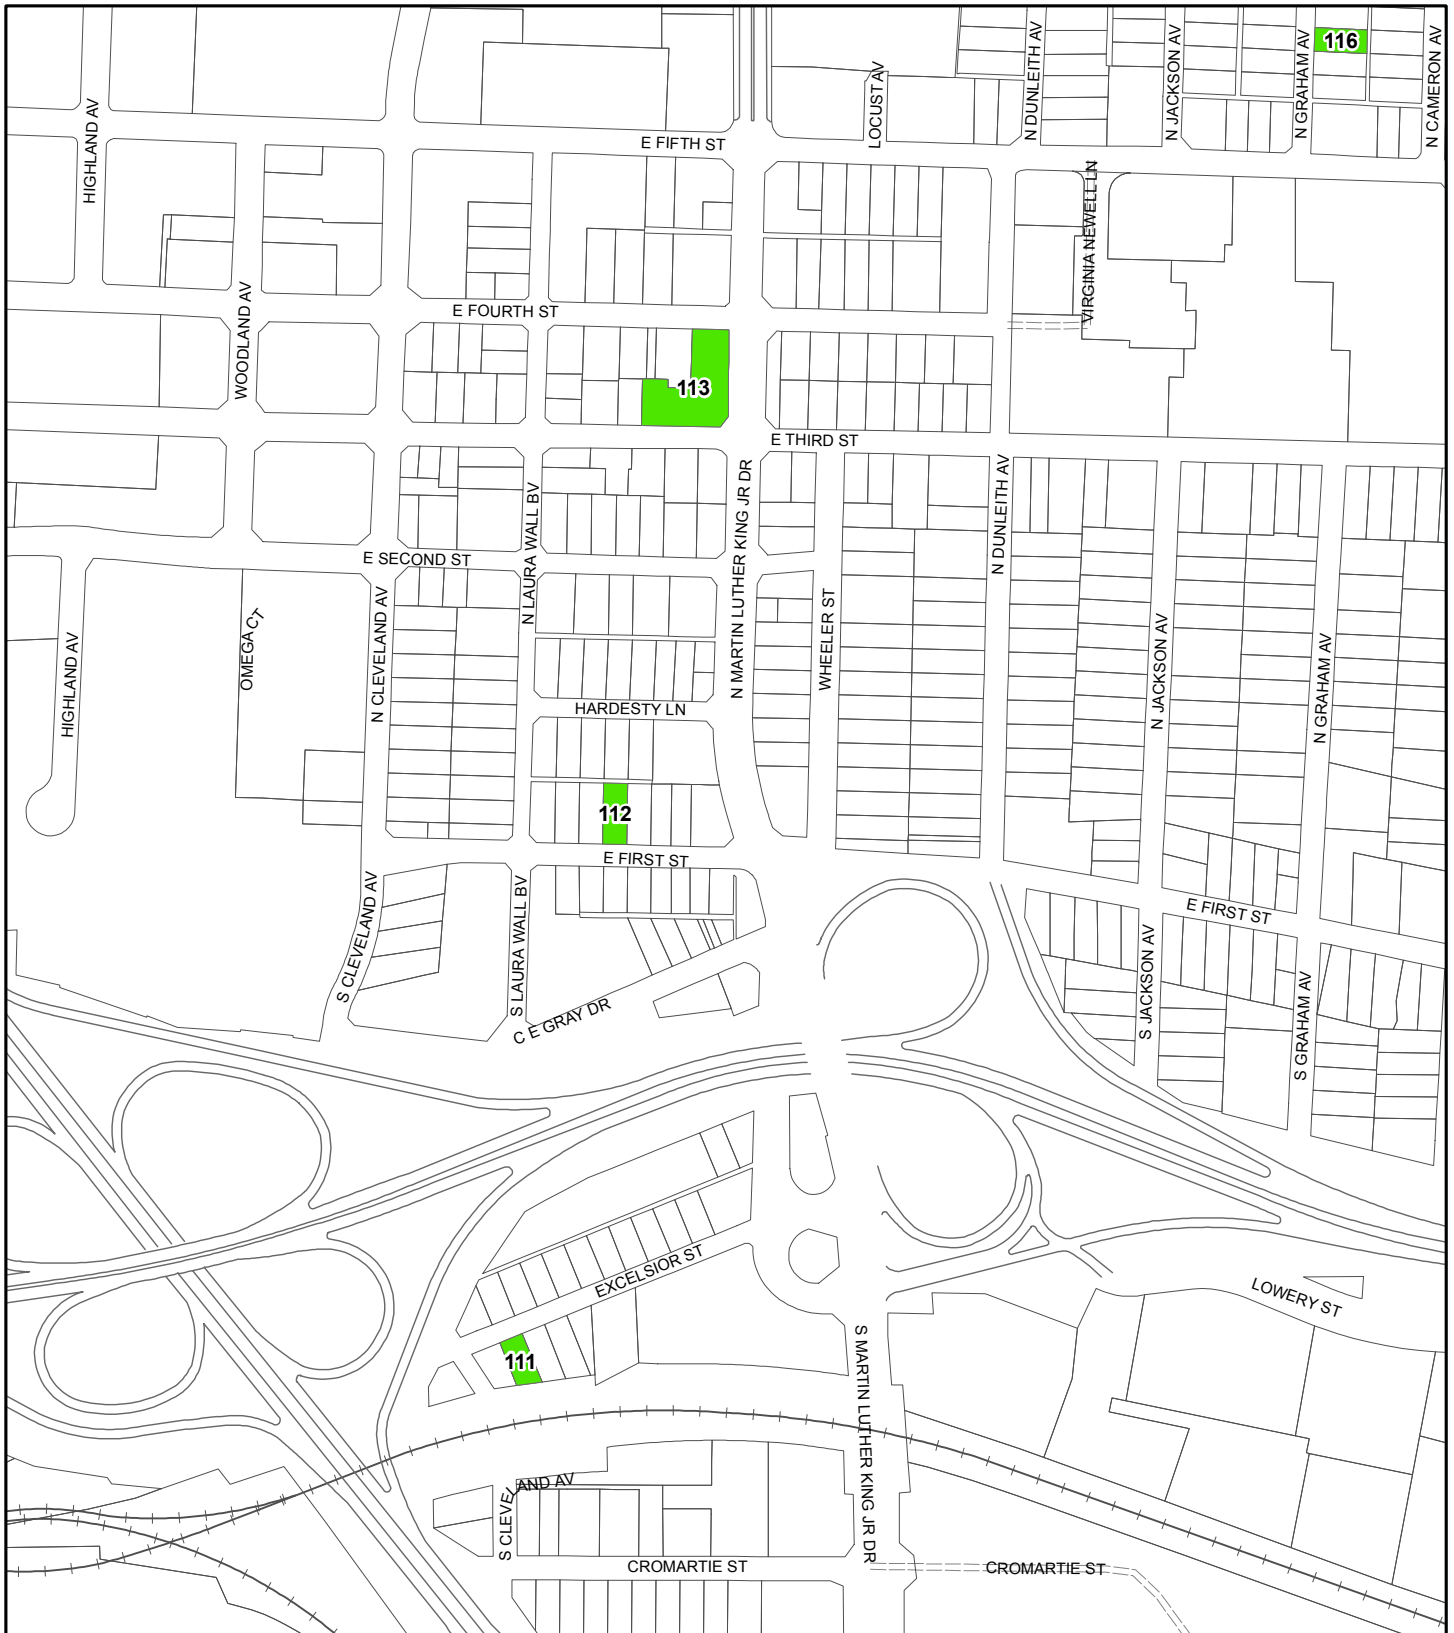 116
N CAMERON AV
N GRAHAM AV
N JACKSON AV
N DUNLEITH AV
LOCUST AV
HIGHLAND AV
E FIFTH ST
VIRGINIA NEWELL LN
WOODLAND AV
E FOURTH ST
113
E THIRD ST
N MARTIN LUTHER KING JR DR
N DUNLEITH AV
N LAURA WALL BV
E SECOND ST
N CLEVELAND AV
OMEGA CT
HIGHLAND AV
WHEELER ST
N JACKSON AV
N GRAHAM AV
HARDESTY LN
112
E FIRST ST
S CLEVELAND AV
S LAURA WALL BV
C E GRAY DR
E FIRST ST
S JACKSON AV
S GRAHAM AV
EXCELSIOR ST
LOWERY ST
111
S MARTIN LUTHER KING JR DR
S CLEVELAND AV
CROMARTIE ST
CROMARTIE ST